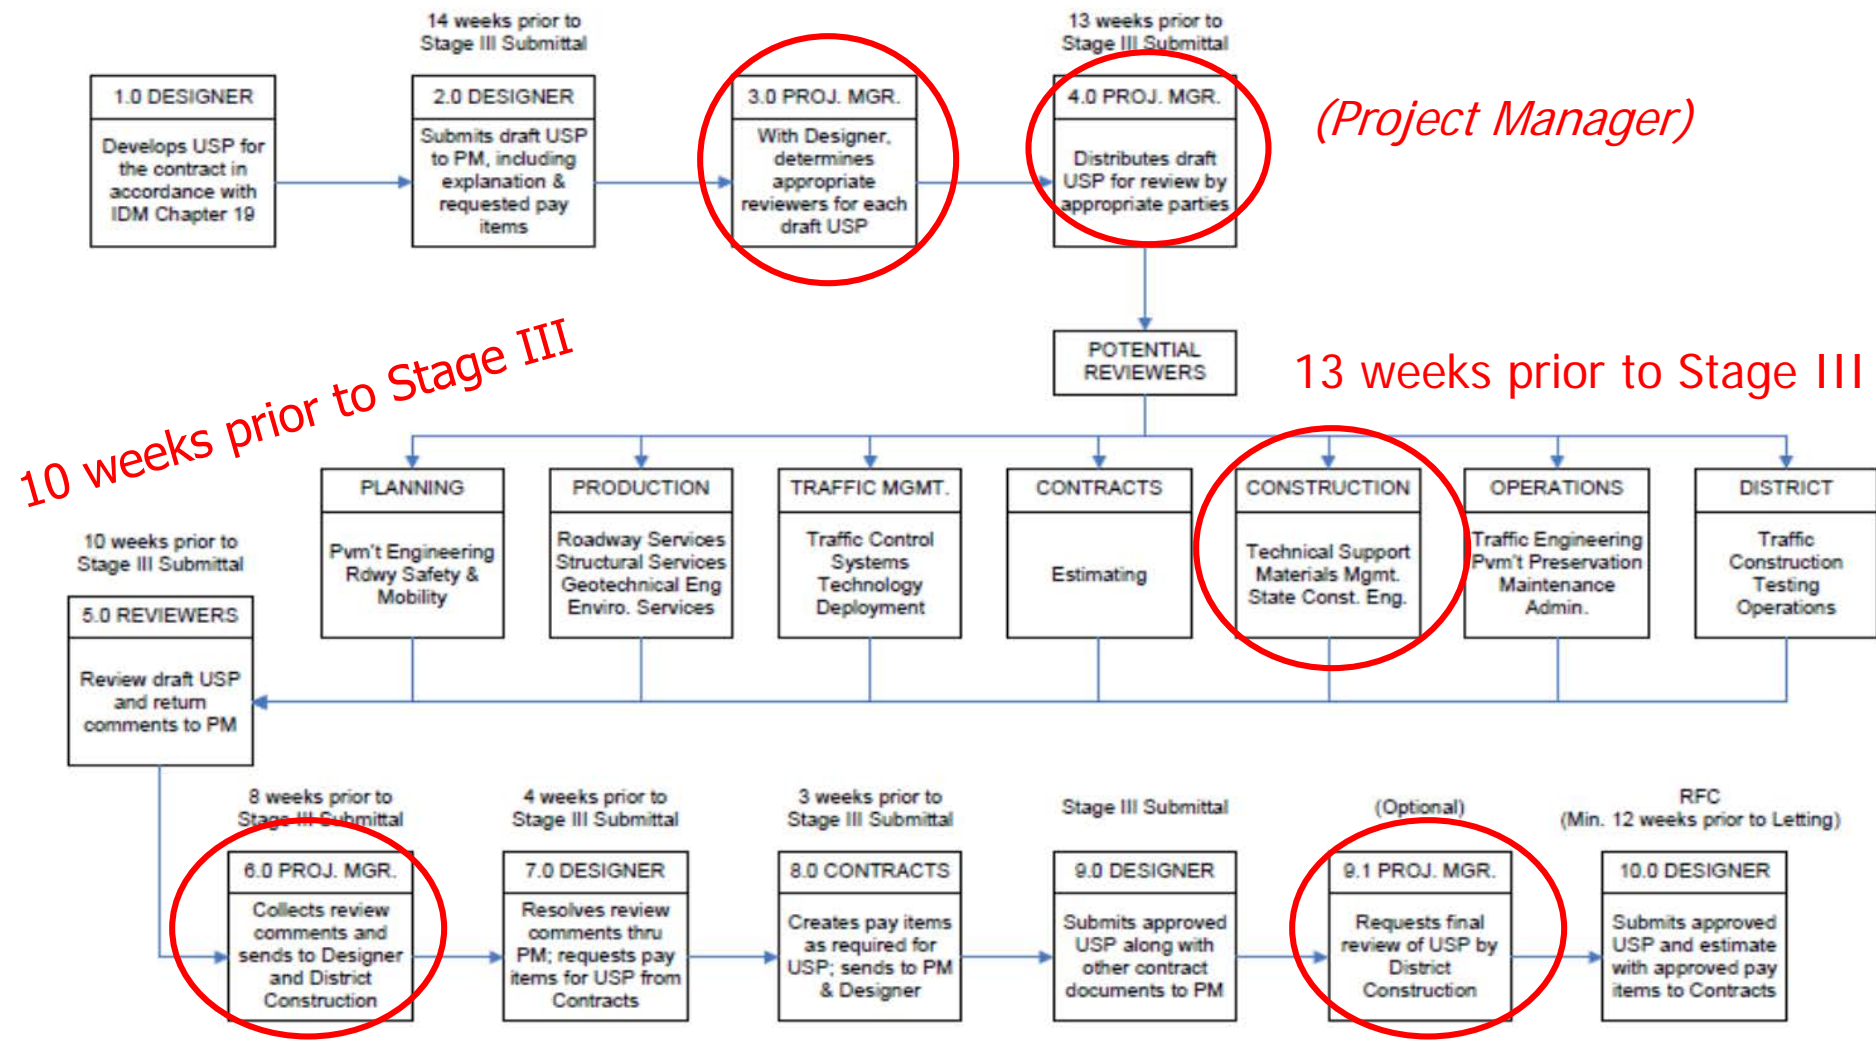 14 weeks prior to
Stage III Submittal
13 weeks prior to
Stage III Submittal
1.0 DESIGNER
Develops USP for
the contract in
accordance with
IDM Chapter 19
2.0 DESIGNER
Submits draft USP
to PM, including
explanation &
requested pay
items
3.0 PROJ. MGR.
With Designer,
determines
appropriate
reviewers for each
draft USP
4.0 PROJ. MGR.
Distributes draft
USP for review by
appropriate parties
(Project Manager)
POTENTIAL
REVIEWERS
10 weeks prior to Stage III
13 weeks prior to Stage III
PLANNING
Pvm't Engineering
Rdwy Safety &
Mobility
PRODUCTION
Roadway Services
Structural Services
Geotechnical Eng
Enviro. Services
TRAFFIC MGMT.
Traffic Control
Systems
Technology
Deployment
CONTRACTS
Estimating
CONSTRUCTION
Technical Support
Materials Mgmt.
State Const. Eng.
OPERATIONS
Traffic Engineering
Pvm't Preservation
Maintenance
Admin.
DISTRICT
Traffic
Construction
Testing
Operations
10 weeks prior to
Stage III Submittal
5.0 REVIEWERS
Review draft USP
and return
comments to PM
8 weeks prior to
Stage III Submittal
6.0 PROJ. MGR.
Collects review
comments and
sends to Designer
and District
Construction
4 weeks prior to
Stage III Submittal
7.0 DESIGNER
Resolves review
comments thru
PM; requests pay
items for USP from
Contracts
3 weeks prior to
Stage III Submittal
8.0 CONTRACTS
Creates pay items
as required for
USP; sends to PM
& Designer
Stage III Submittal
9.0 DESIGNER
Submits approved
USP along with
other contract
documents to PM
(Optional)
9.1 PROJ. MGR.
Requests final
review of USP by
District
Construction
RFC
(Min. 12 weeks prior to Letting)
10.0 DESIGNER
Submits approved
USP and estimate
with approved pay
items to Contracts